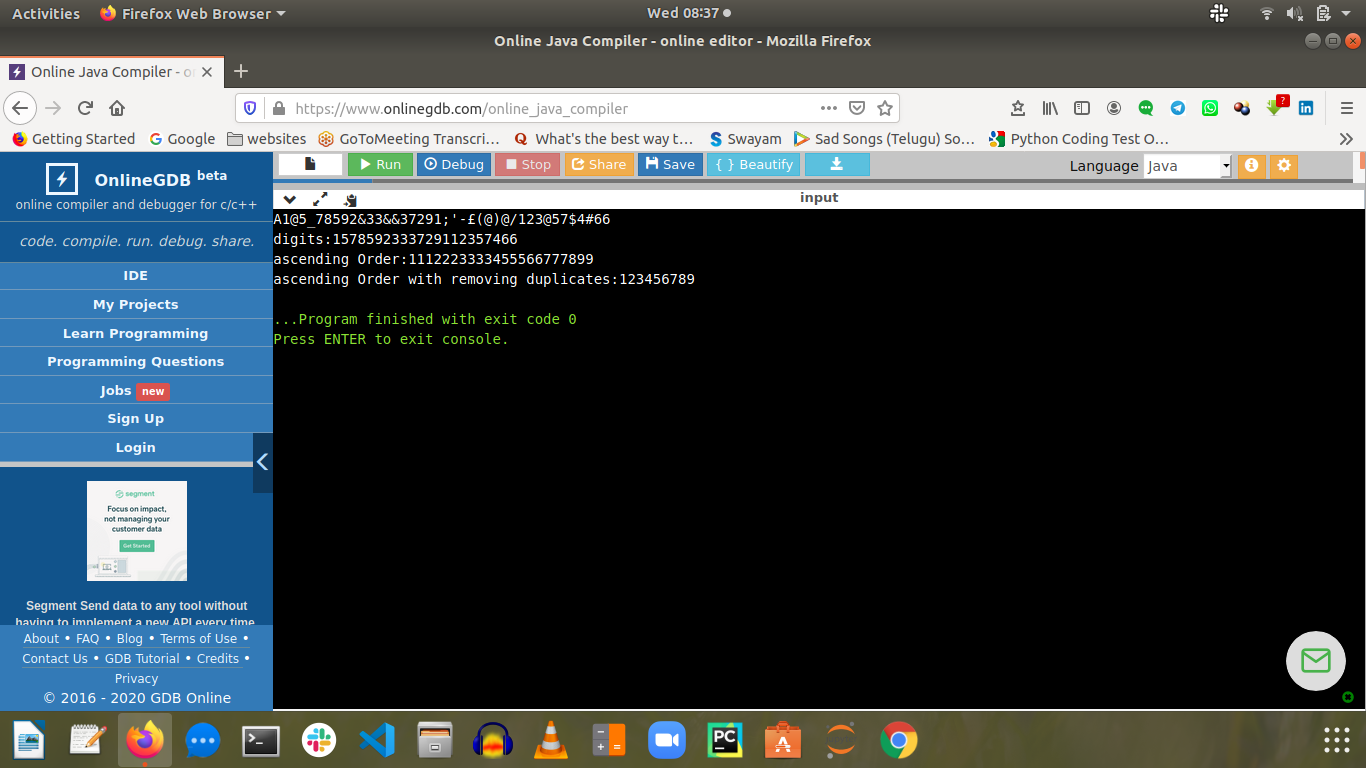 Activities Firefox Web Browser Wed 08:37
Online Java Compiler - online editor - Mozilla Firefox
Online Java Compiler - o
https://www.onlinegdb.com/online_java_compiler ?
Getting Started Google websites GoToMeeting Transcri… What's the best way t… Swayam Sad Songs (Telugu) So… Python Coding Test O…
OnlineGDB beta
online compiler and debugger for c/c++
code. compile. run. debug. share.
IDE
My Projects
Learn Programming
Programming Questions
Jobs new
Sign Up
Login
segment
Focus on impact,
not managing your
customer data
Get Started
Segment Send data to any tool without
having to implement a new API every time.
About • FAQ • Blog • Terms of Use •
Contact Us • GDB Tutorial • Credits •
Privacy
© 2016 - 2020 GDB Online
Run Debug Stop Share Save { } Beautify Language Java
input
A1@5_78592&33&&37291;'-£(@)@/123@57$4#66
digits:1578592333729112357466
ascending Order:1112223333455566777899
ascending Order with removing duplicates:123456789
...Program finished with exit code 0
Press ENTER to exit console.
PC